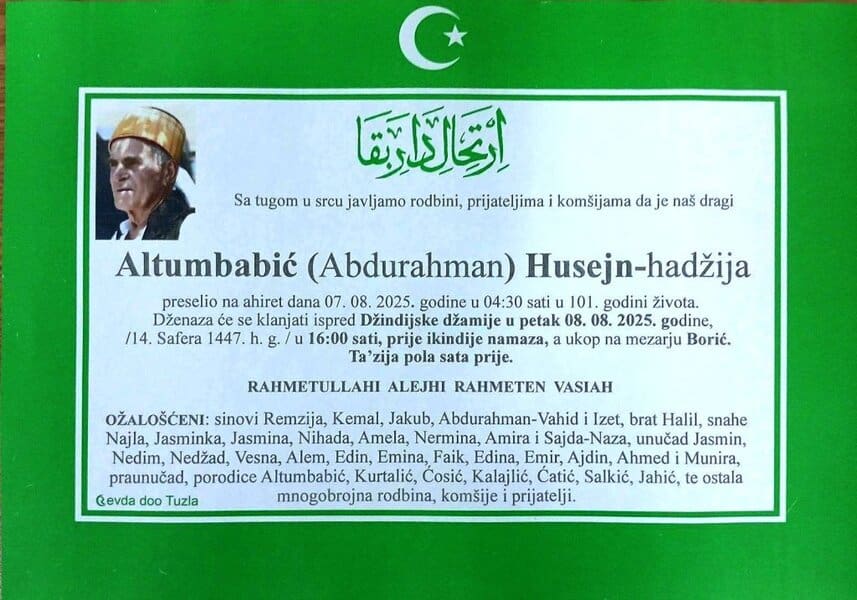 إرتحال دار بقا
Sa tugom u srcu javljamo rodbini, prijateljima i komšijama da je naš dragi
Altumbabić (Abdurahman) Husejn-hadžija
preselio na ahiret dana 07. 08. 2025. godine u 04:30 sati u 101. godini života.
Dženaza će se klanjati ispred Džindijske džamije u petak 08. 08. 2025. godine,
/14. Safera 1447. h. g. / u 16:00 sati, prije ikindije namaza, a ukop na mezarju Borić.
Ta’zija pola sata prije.
RAHMETULLAHI ALEJHI RAHMETEN VASIAH
OŽALOŠĆENI: sinovi Remzija, Kemal, Jakub, Abdurahman-Vahid i Izet, brat Halil, snahe
Najla, Jasminka, Jasmina, Nihada, Amela, Nermina, Amira i Sajda-Naza, unučad Jasmin,
Nedim, Nedžad, Vesna, Alem, Edin, Emina, Faik, Edina, Emir, Ajdin, Ahmed i Munira,
praunučad, porodice Altumbabić, Kurtalić, Ćosić, Kalajlić, Ćatić, Salkić, Jahić, te ostala
mnogobrojna rodbina, komšije i prijatelji.
Revda doo Tuzla